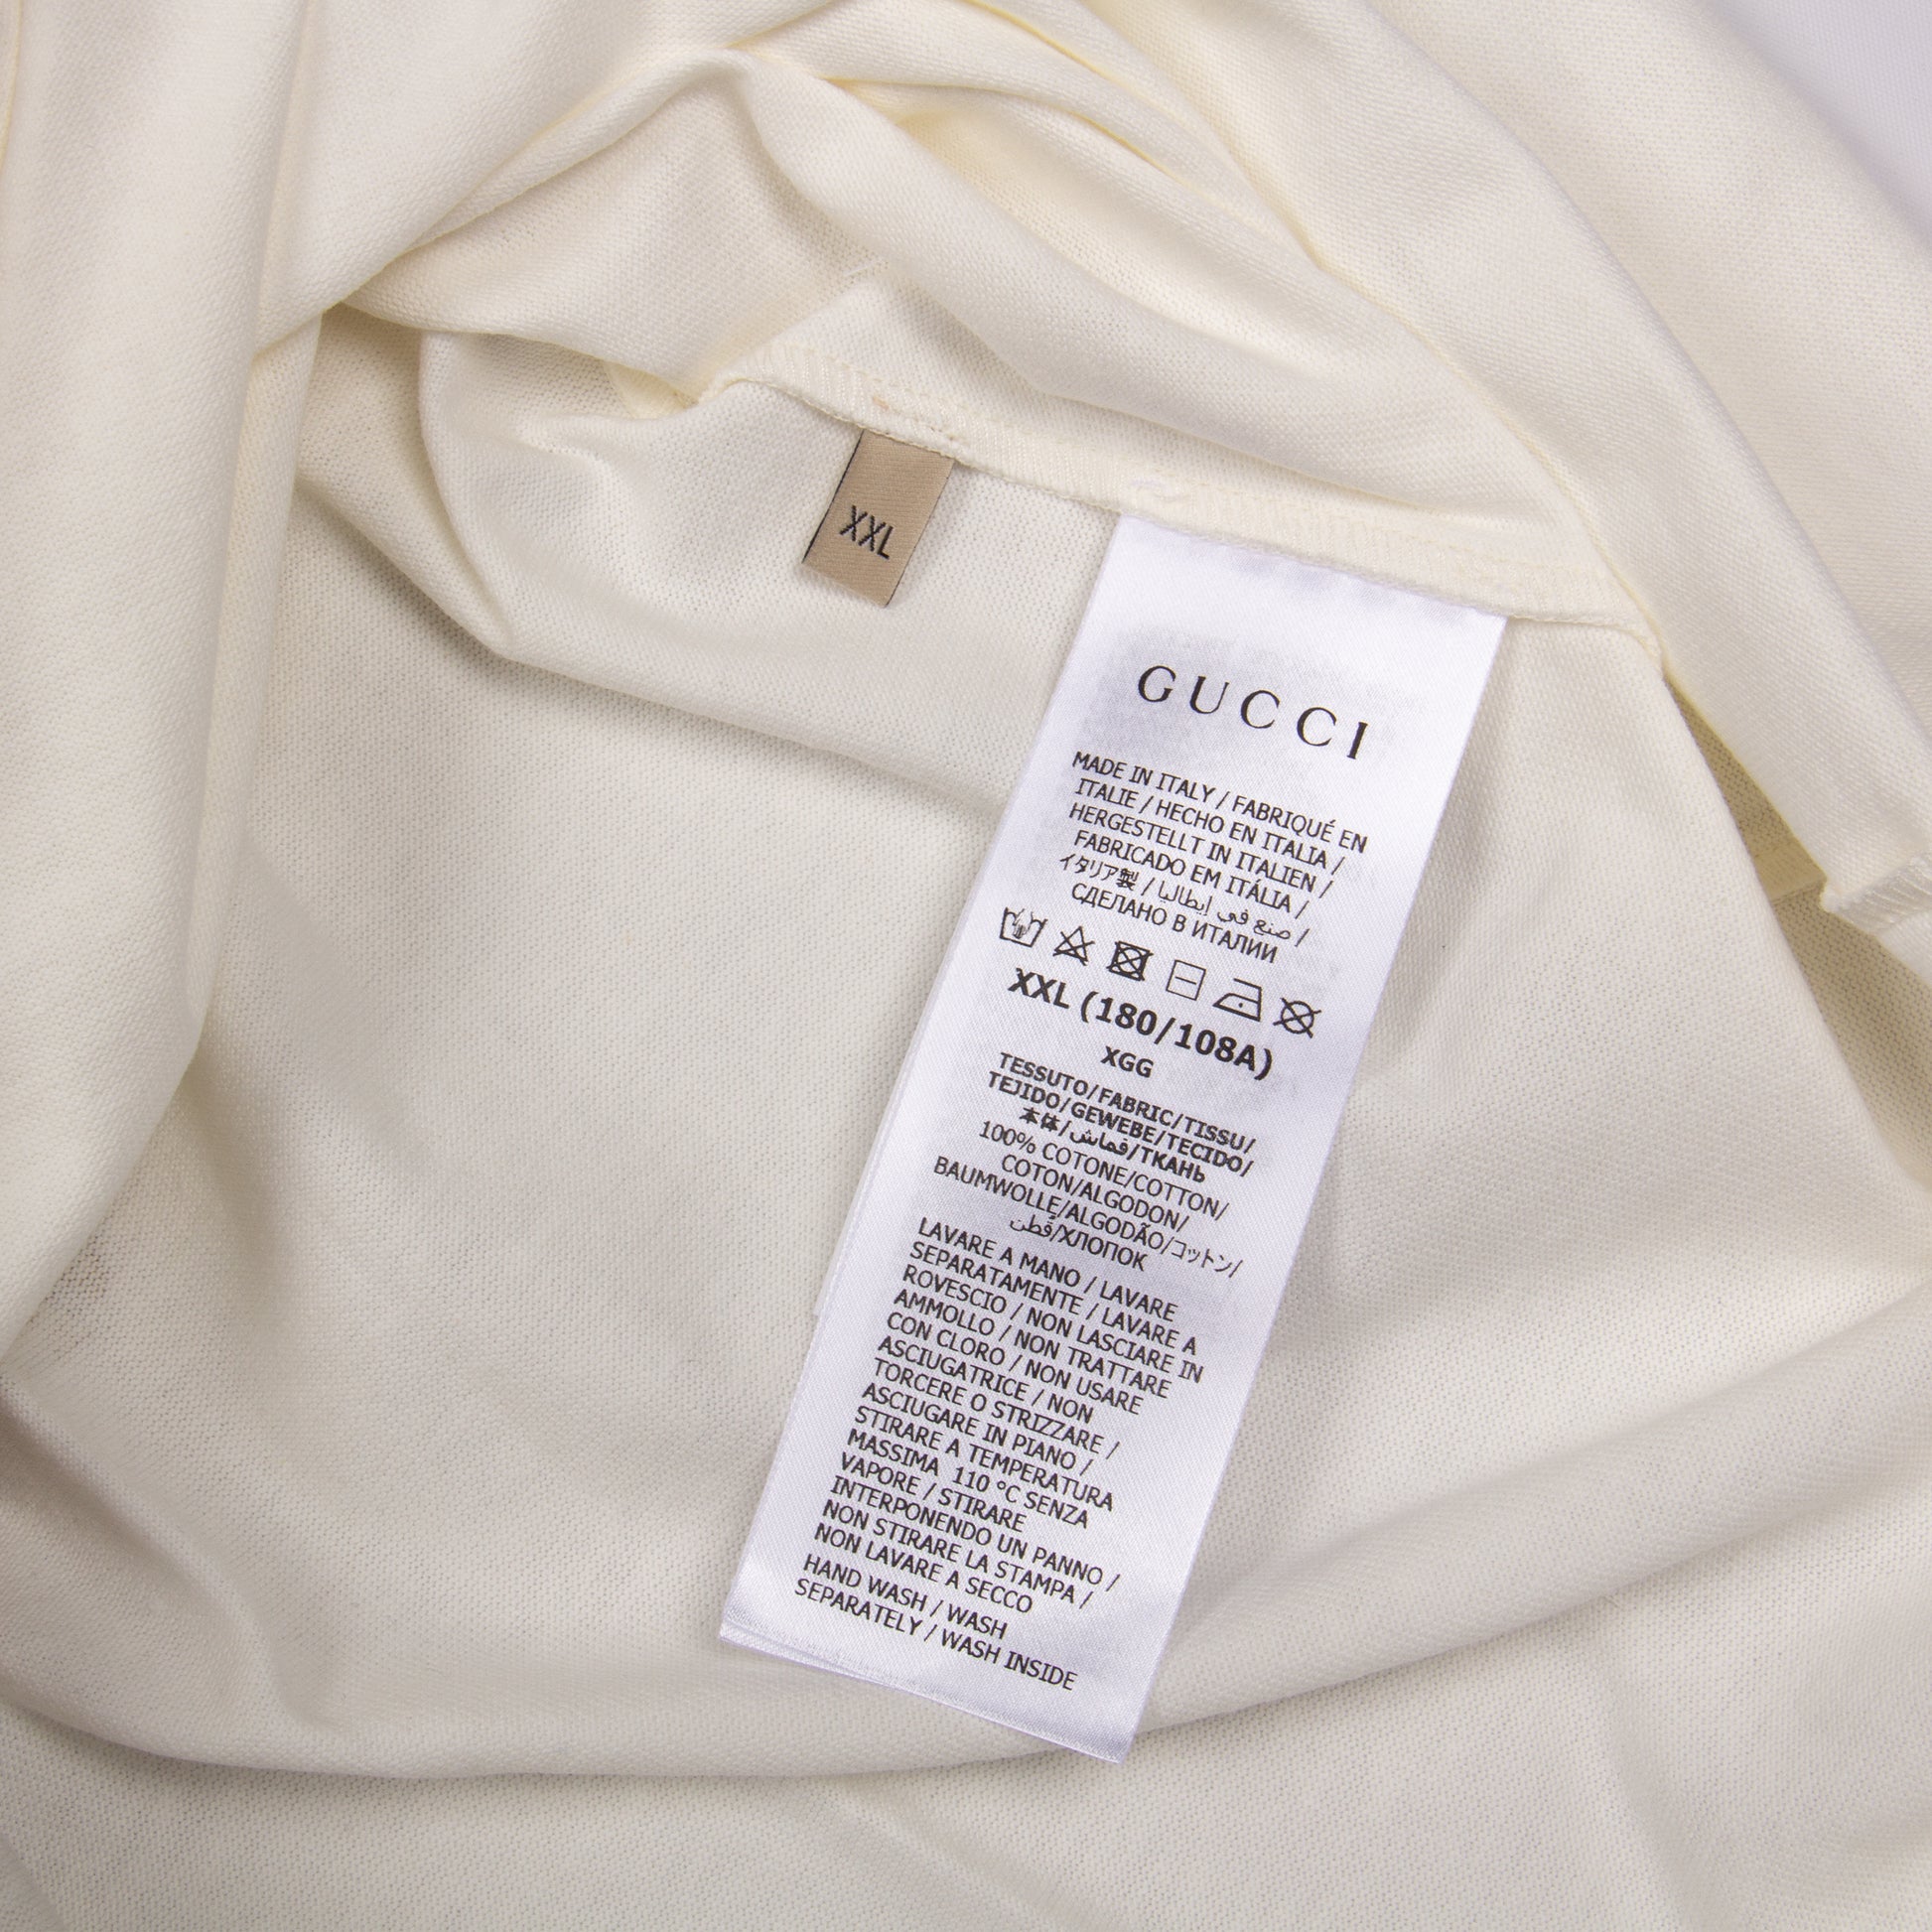 XXL
GUCCI
MADE IN ITALY / FABRIQUÉ EN
ITALIE / HECHO EN ITALIA /
HERGESTELLT IN ITALIEN /
FABRICADO EM ITÁLIA /
イタリア製 / صنع في إيطاليا /
СДЕЛАНО В ИТАЛИИ
XXL (180/108A)
XGG
TESSUTO/FABRIC/TISSU/
TEJIDO/GEWEBE/TECIDO/
本体/قماش/ТКАНЬ
100% COTONE/COTTON/
COTON/ALGODON/
BAUMWOLLE/ALGODÃO/コットン/
قطن/ХЛОПОК
LAVARE A MANO / LAVARE
SEPARATAMENTE / LAVARE A
ROVESCIO / NON LASCIARE IN
AMMOLLO / NON TRATTARE
CON CLORO / NON USARE
ASCIUGATRICE / NON
TORCERE O STRIZZARE /
ASCIUGARE IN PIANO /
STIRARE A TEMPERATURA
MASSIMA 110 °C SENZA
VAPORE / STIRARE
INTERPONENDO UN PANNO /
NON STIRARE LA STAMPA /
NON LAVARE A SECCO
HAND WASH / WASH
SEPARATELY / WASH INSIDE